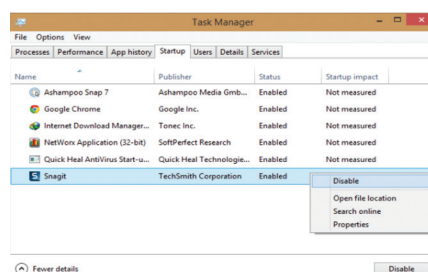 Task Manager
File Options View
Processes Performance App history Startup Users Details Services
Name Publisher Status Startup impact
Ashampoo Snap 7 Ashampoo Media Gmb... Enabled Not measured
Google Chrome Google Inc. Enabled Not measured
Internet Download Manager... Tonec Inc. Enabled Not measured
NetWorx Application (32-bit) SoftPerfect Research Enabled Not measured
Quick Heal AntiVirus Start-u... Quick Heal Technologie... Enabled Not measured
Snagit TechSmith Corporation Enabled
Disable
Open file location
Search online
Properties
Fewer details Disable